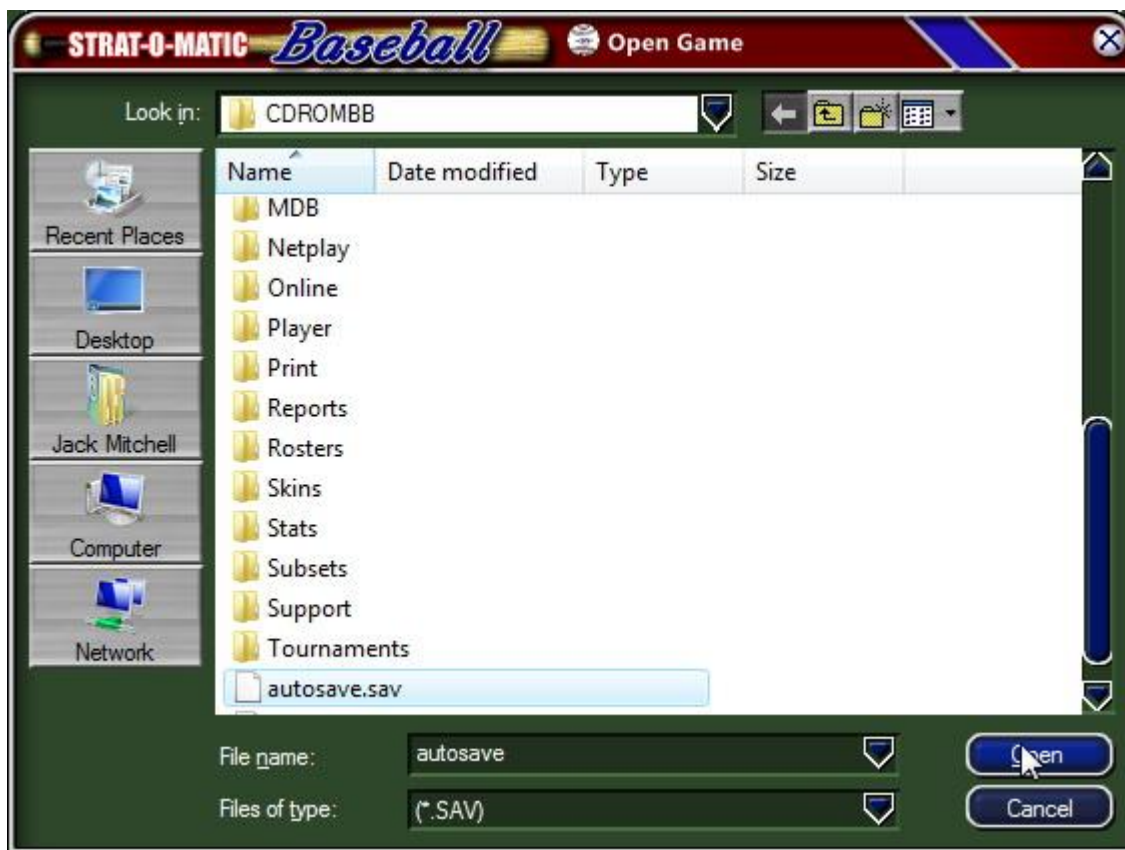 STRAT-O-MATIC Baseball Open Game
Look in: CDROMBB
Name Date modified Type Size
MDB
Netplay
Online
Player
Print
Reports
Rosters
Skins
Stats
Subsets
Support
Tournaments
autosave.sav
Recent Places
Desktop
Jack Mitchell
Computer
Network
File name: autosave
Open
Files of type: (*.SAV)
Cancel